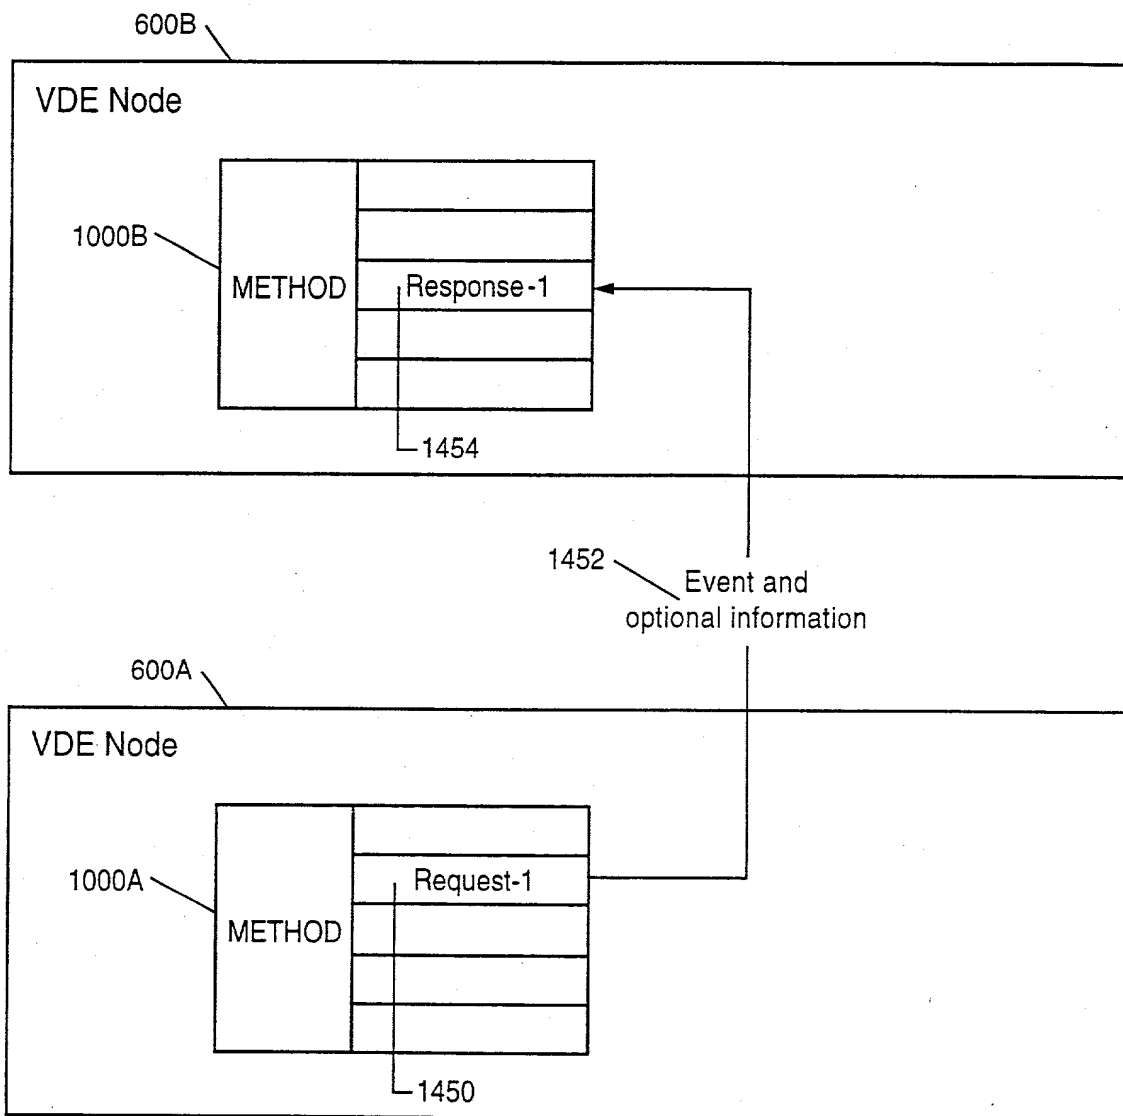 600B
VDE Node
1000B
METHOD
Response-1
1454
1452
Event and
optional information
600A
VDE Node
1000A
Request-1
METHOD
1450